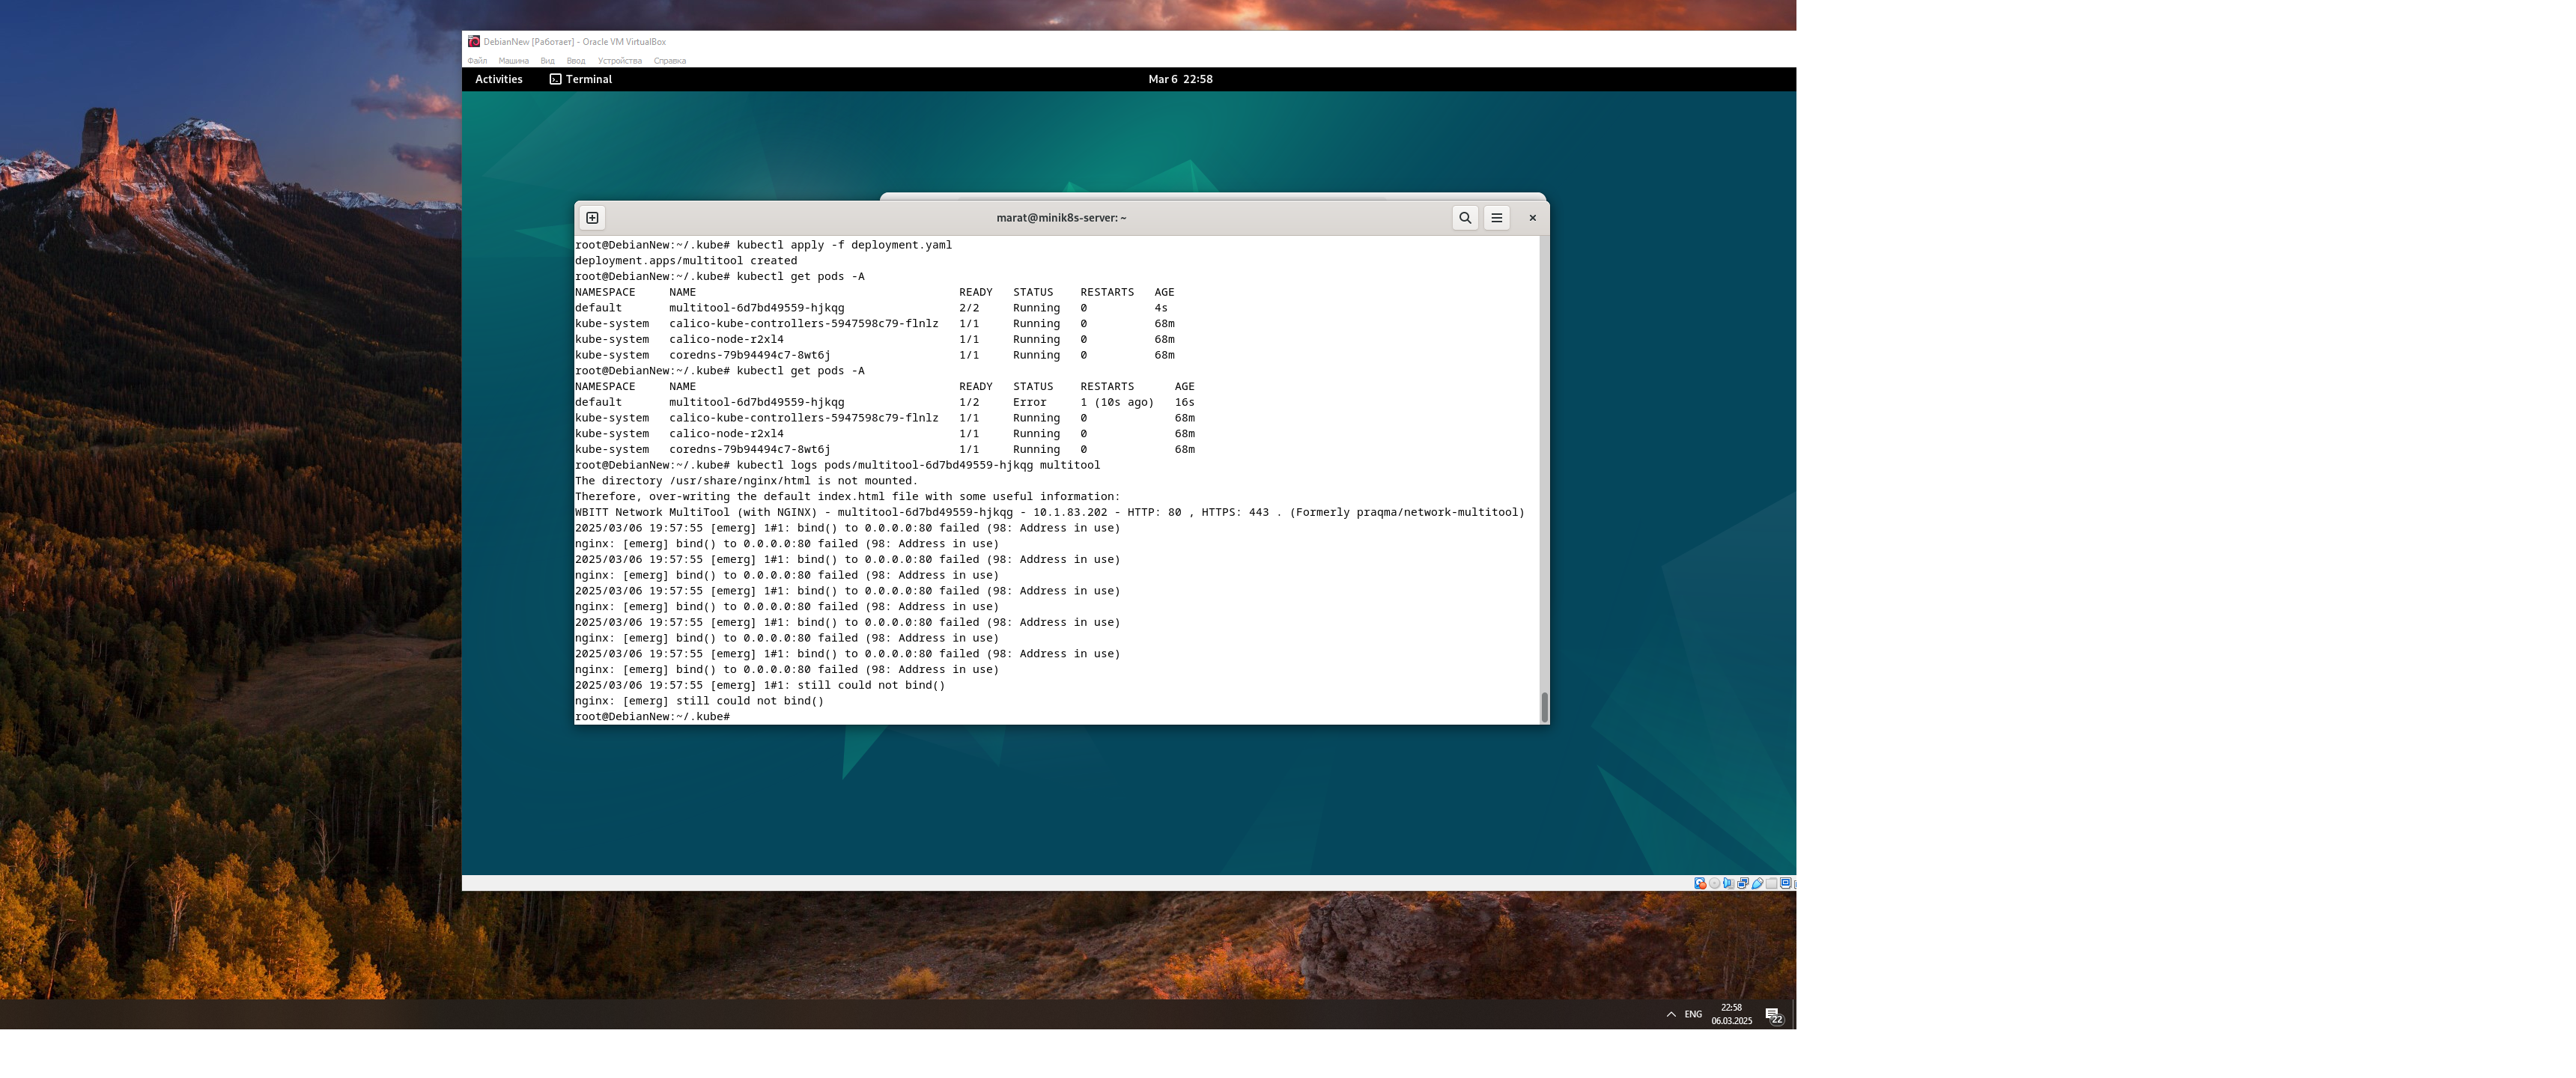 DebianNew [Работает] - Oracle VM VirtualBox
Файл Машина Вид Ввод Устройства Справка
Activities Terminal Mar 6 22:58
marat@minik8s-server: ~
root@DebianNew:~/.kube# kubectl apply -f deployment.yaml
deployment.apps/multitool created
root@DebianNew:~/.kube# kubectl get pods -A
NAMESPACE NAME READY STATUS RESTARTS AGE
default multitool-6d7bd49559-hjkqg 2/2 Running 0 4s
kube-system calico-kube-controllers-5947598c79-flnlz 1/1 Running 0 68m
kube-system calico-node-r2xl4 1/1 Running 0 68m
kube-system coredns-79b94494c7-8wt6j 1/1 Running 0 68m
root@DebianNew:~/.kube# kubectl get pods -A
NAMESPACE NAME READY STATUS RESTARTS AGE
default multitool-6d7bd49559-hjkqg 1/2 Error 1 (10s ago) 16s
kube-system calico-kube-controllers-5947598c79-flnlz 1/1 Running 0 68m
kube-system calico-node-r2xl4 1/1 Running 0 68m
kube-system coredns-79b94494c7-8wt6j 1/1 Running 0 68m
root@DebianNew:~/.kube# kubectl logs pods/multitool-6d7bd49559-hjkqg multitool
The directory /usr/share/nginx/html is not mounted.
Therefore, over-writing the default index.html file with some useful information:
WBITT Network MultiTool (with NGINX) - multitool-6d7bd49559-hjkqg - 10.1.83.202 - HTTP: 80 , HTTPS: 443 . (Formerly praqma/network-multitool)
2025/03/06 19:57:55 [emerg] 1#1: bind() to 0.0.0.0:80 failed (98: Address in use)
nginx: [emerg] bind() to 0.0.0.0:80 failed (98: Address in use)
2025/03/06 19:57:55 [emerg] 1#1: bind() to 0.0.0.0:80 failed (98: Address in use)
nginx: [emerg] bind() to 0.0.0.0:80 failed (98: Address in use)
2025/03/06 19:57:55 [emerg] 1#1: bind() to 0.0.0.0:80 failed (98: Address in use)
nginx: [emerg] bind() to 0.0.0.0:80 failed (98: Address in use)
2025/03/06 19:57:55 [emerg] 1#1: bind() to 0.0.0.0:80 failed (98: Address in use)
nginx: [emerg] bind() to 0.0.0.0:80 failed (98: Address in use)
2025/03/06 19:57:55 [emerg] 1#1: bind() to 0.0.0.0:80 failed (98: Address in use)
nginx: [emerg] bind() to 0.0.0.0:80 failed (98: Address in use)
2025/03/06 19:57:55 [emerg] 1#1: still could not bind()
nginx: [emerg] still could not bind()
root@DebianNew:~/.kube#
ENG
22:58
06.03.2025
22